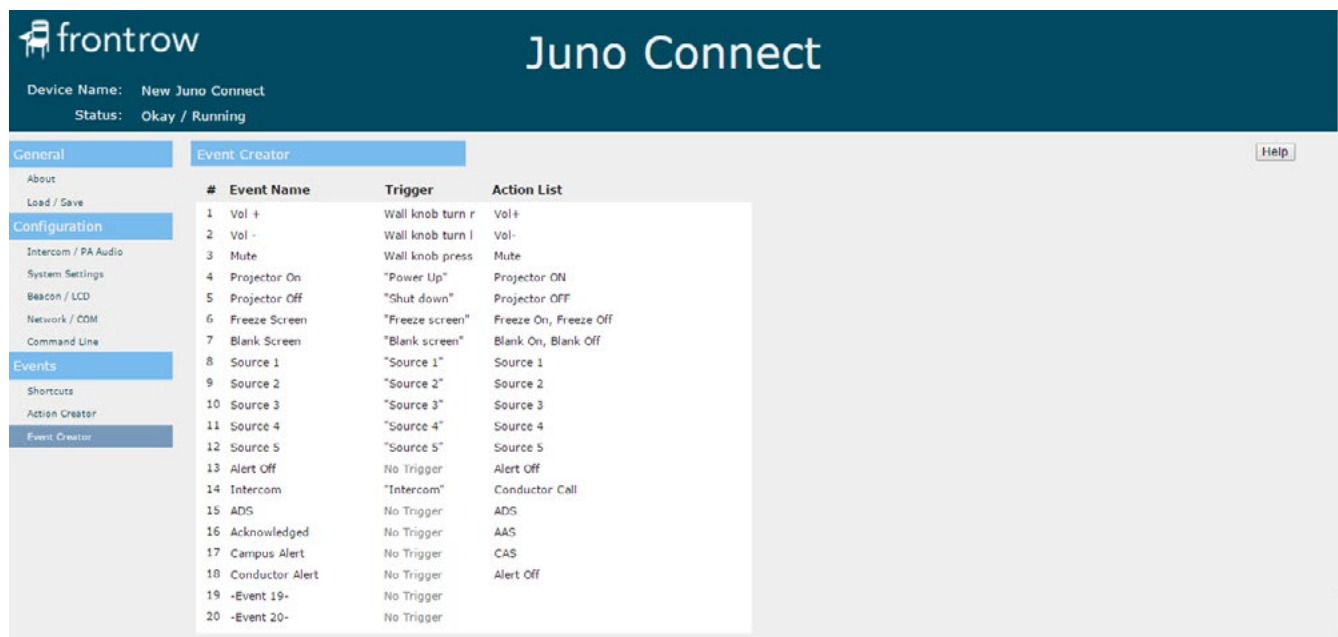 frontrow
Juno Connect
Device Name: New Juno Connect
Status: Okay / Running
General
About
Load / Save
Configuration
Intercom / PA Audio
System Settings
Beacon / LCD
Network / COM
Command Line
Events
Shortcuts
Action Creator
Event Creator
Event Creator
Help
# Event Name Trigger Action List
1 Vol + Wall knob turn r Vol+
2 Vol - Wall knob turn l Vol-
3 Mute Wall knob press Mute
4 Projector On "Power Up" Projector ON
5 Projector Off "Shut down" Projector OFF
6 Freeze Screen "Freeze screen" Freeze On, Freeze Off
7 Blank Screen "Blank screen" Blank On, Blank Off
8 Source 1 "Source 1" Source 1
9 Source 2 "Source 2" Source 2
10 Source 3 "Source 3" Source 3
11 Source 4 "Source 4" Source 4
12 Source 5 "Source 5" Source 5
13 Alert Off No Trigger Alert Off
14 Intercom "Intercom" Conductor Call
15 ADS No Trigger ADS
16 Acknowledged No Trigger AAS
17 Campus Alert No Trigger CAS
18 Conductor Alert No Trigger Alert Off
19 -Event 19- No Trigger
20 -Event 20- No Trigger